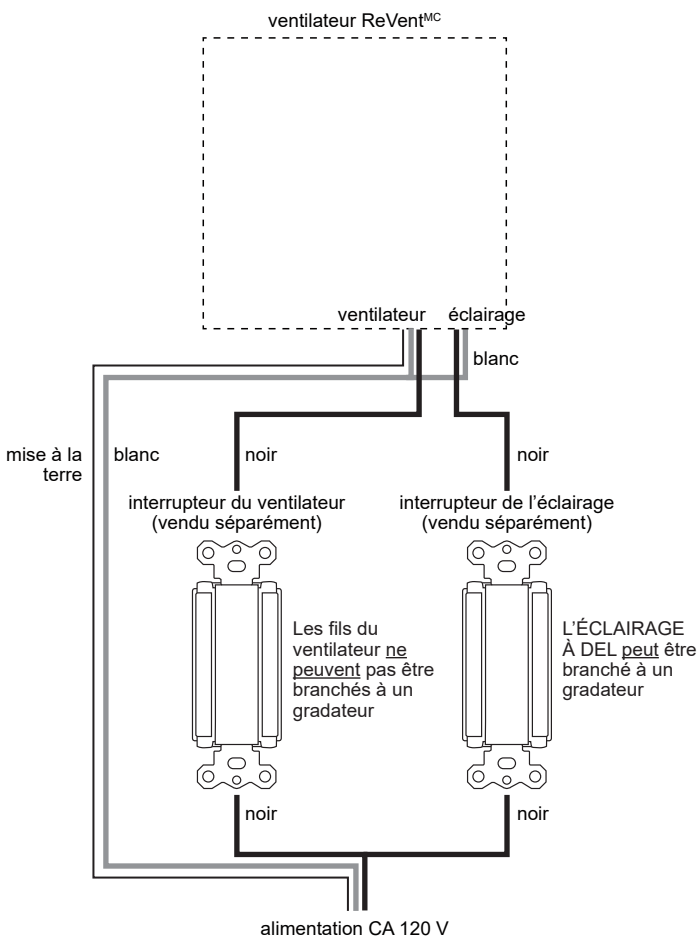 ventilateur ReVentMC
ventilateur
éclairage
blanc
mise à la
terre
blanc
noir
noir
interrupteur du ventilateur
(vendu séparément)
interrupteur de l’éclairage
(vendu séparément)
Les fils du
ventilateur ne
peuvent pas être
branchés à un
gradateur
L’ÉCLAIRAGE
À DEL peut être
branché à un
gradateur
noir
noir
alimentation CA 120 V